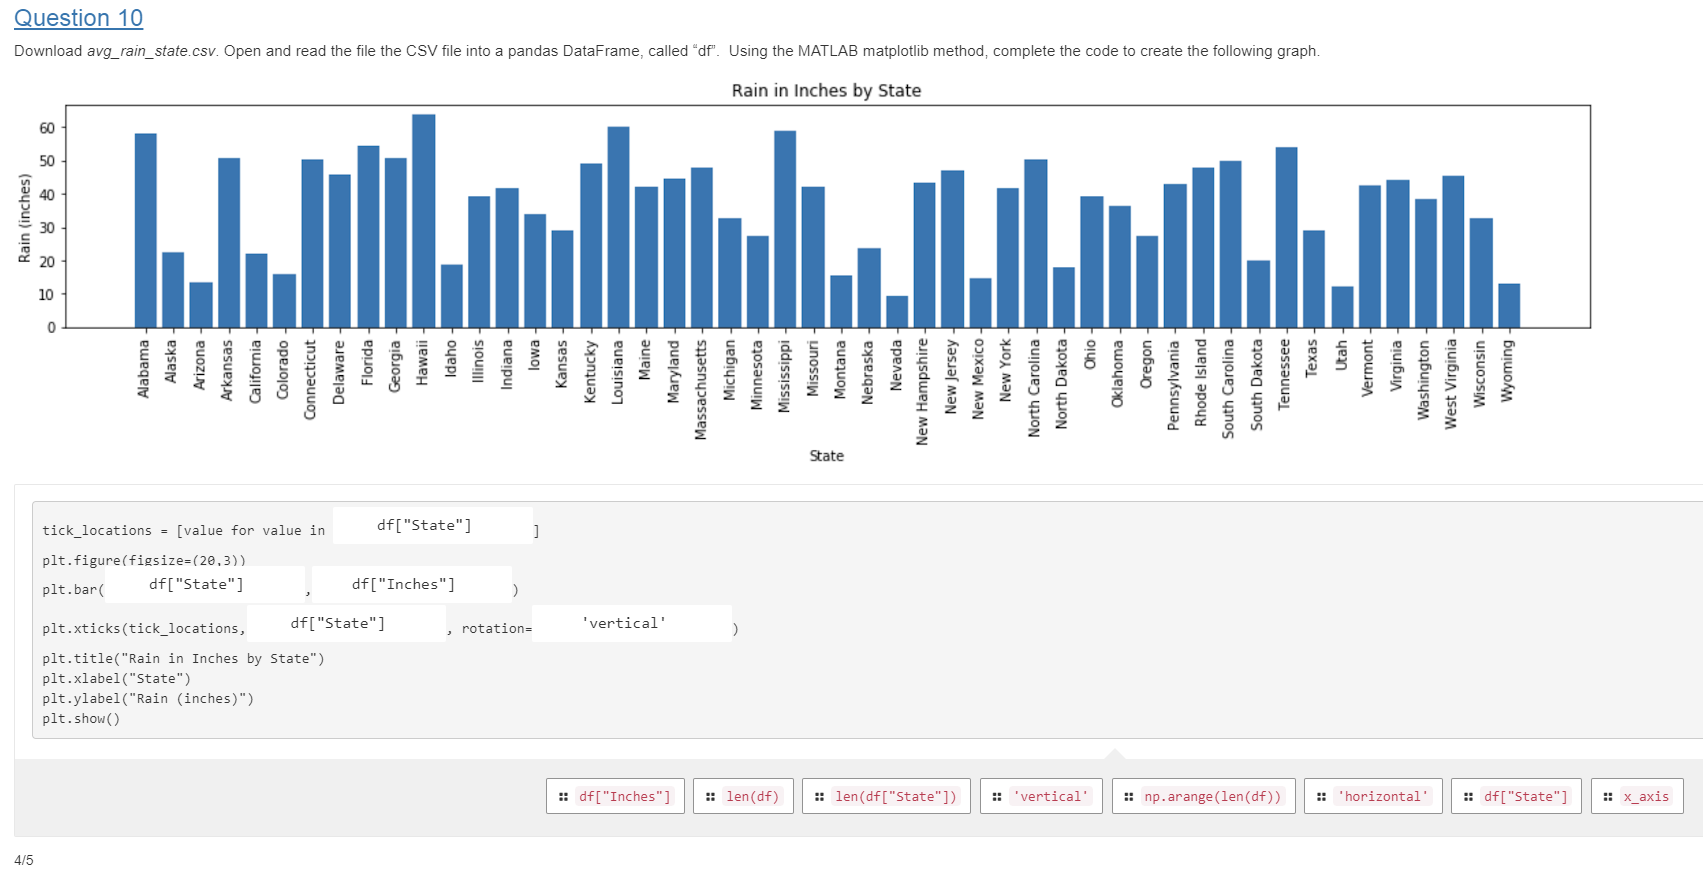 Question 10
Download avg_rain_state.csv. Open and read the file the CSV file into a pandas DataFrame, called “df”.  Using the MATLAB matplotlib method, complete the code to create the following graph.
Rain in Inches by State
Rain (inches)
60
50
40
30
20
10
0
Alabama
Alaska
Arizona
Arkansas
California
Colorado
Connecticut
Delaware
Florida
Georgia
Hawaii
Idaho
Illinois
Indiana
Iowa
Kansas
Kentucky
Louisiana
Maine
Maryland
Massachusetts
Michigan
Minnesota
Mississippi
Missouri
Montana
Nebraska
Nevada
New Hampshire
New Jersey
New Mexico
New York
North Carolina
North Dakota
Ohio
Oklahoma
Oregon
Pennsylvania
Rhode Island
South Carolina
South Dakota
Tennessee
Texas
Utah
Vermont
Virginia
Washington
West Virginia
Wisconsin
Wyoming
State
tick_locations = [value for value in df["State"] ]
plt.figure(figsize=(20,3))
plt.bar( df["State"] , df["Inches"] )
plt.xticks(tick_locations, df["State"] , rotation= 'vertical' )
plt.title("Rain in Inches by State")
plt.xlabel("State")
plt.ylabel("Rain (inches)")
plt.show()
df["Inches"] len(df) len(df["State"]) 'vertical' np.arange(len(df)) 'horizontal' df["State"] x_axis
4/5